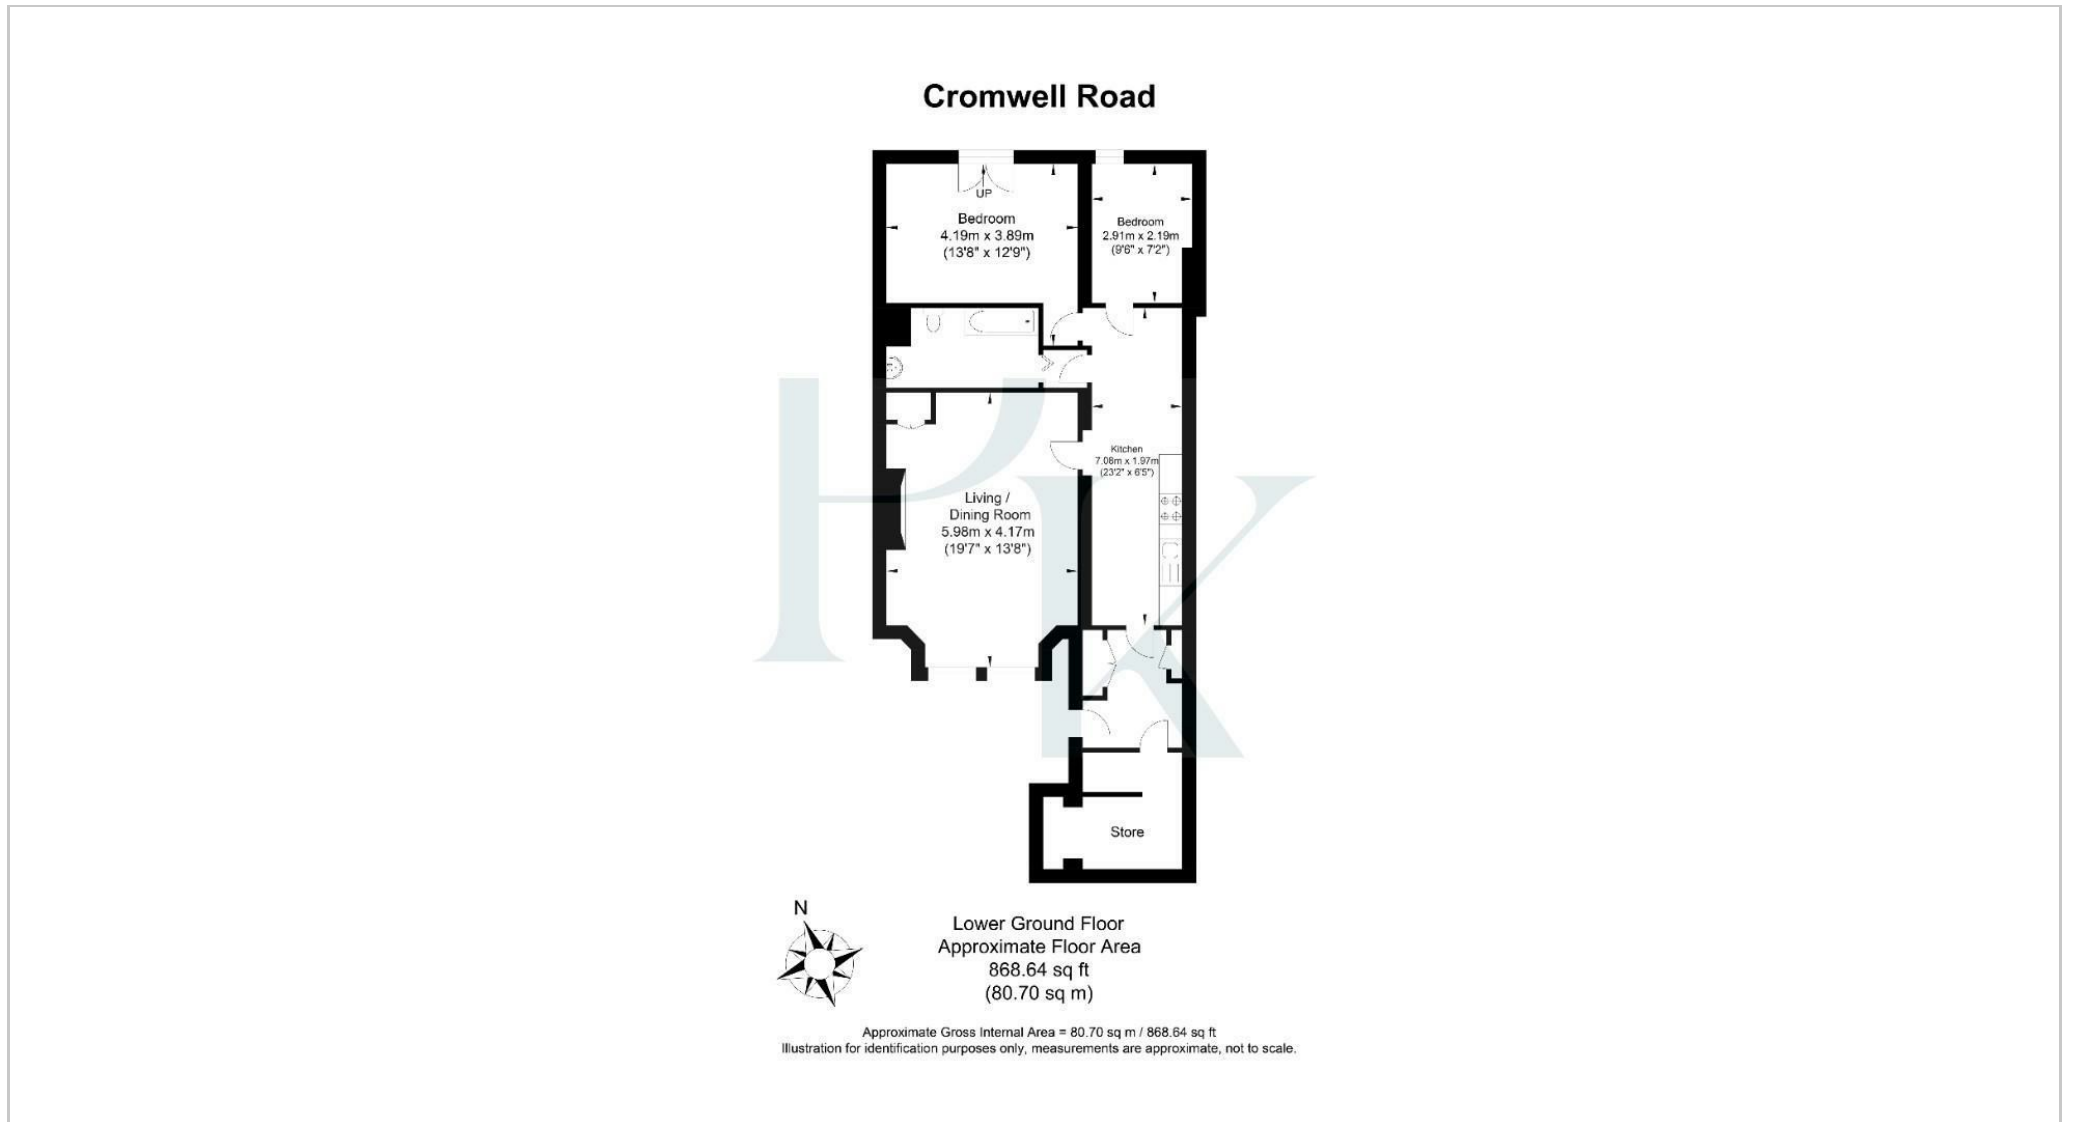 Cromwell Road
UP
Bedroom
4.19m x 3.89m
(13'8" x 12'9")
Bedroom
2.91m x 2.19m
(9'6" x 7'2")
Kitchen
7.06m x 1.97m
(23'2" x 6'5")
Living /
Dining Room
5.98m x 4.17m
(19'7" x 13'8")
Store
N
Lower Ground Floor
Approximate Floor Area
868.64 sq ft
(80.70 sq m)
Approximate Gross Internal Area = 80.70 sq m / 868.64 sq ft
Illustration for identification purposes only, measurements are approximate, not to scale.
PK